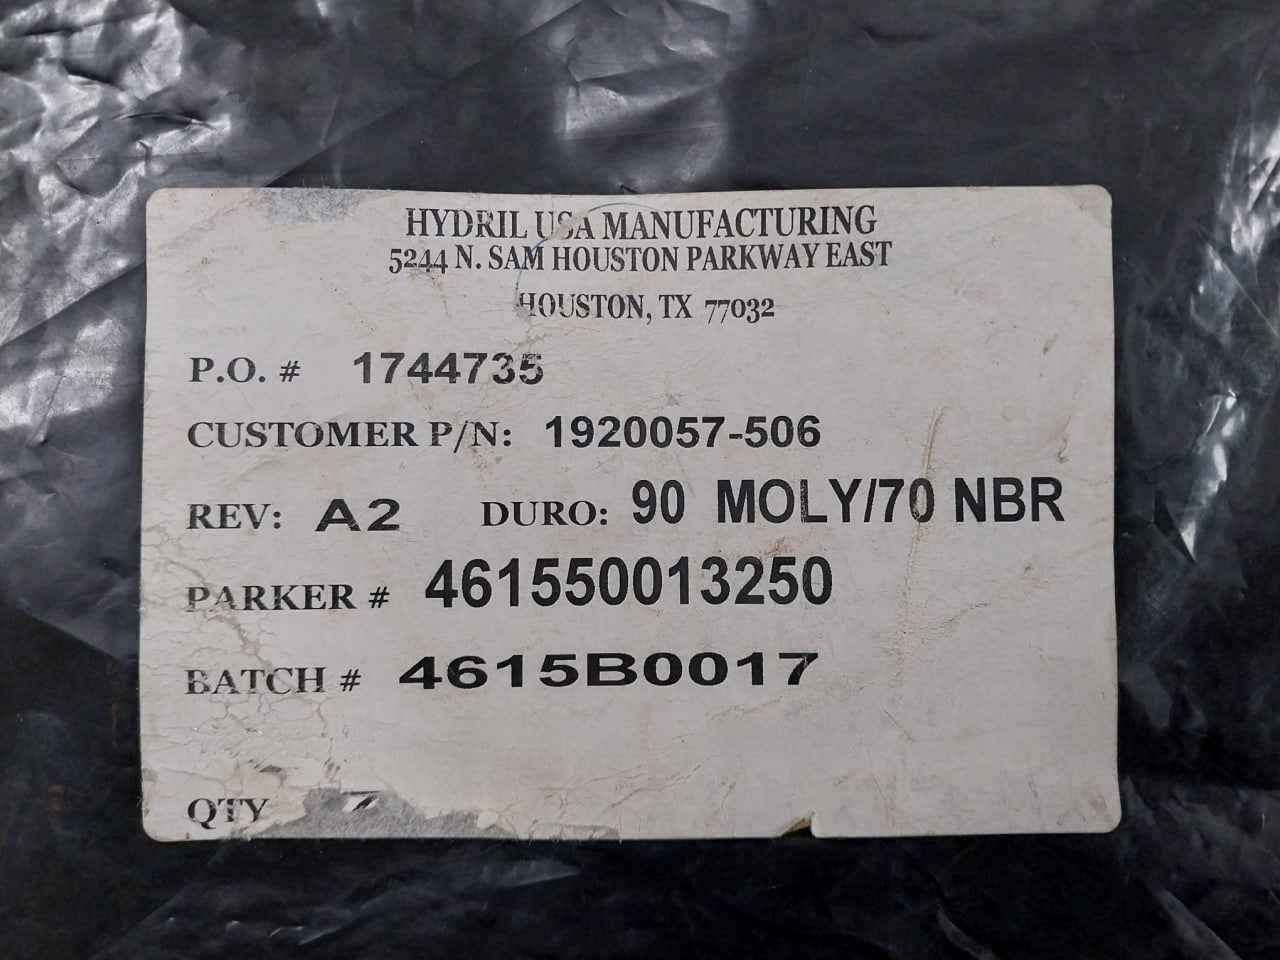 HYDRIL USA MANUFACTURING
5244 N. SAM HOUSTON PARKWAY EAST
HOUSTON, TX 77032
P.O. # 1744735
CUSTOMER P/N: 1920057-506
REV: A2 DURO: 90 MOLY/70 NBR
PARKER # 461550013250
BATCH # 4615B0017
QTY